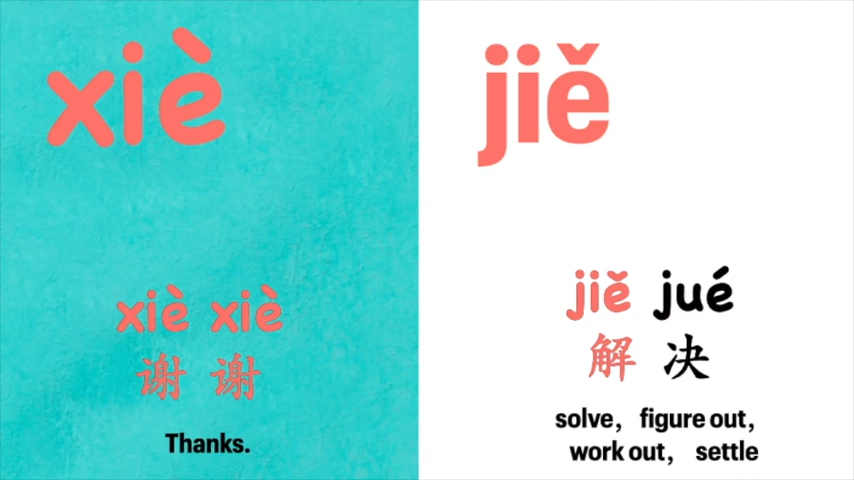 xiè
xiè xiè
谢 谢
Thanks.
jiě
jiě jué
解 决
solve， figure out，
work out， settle